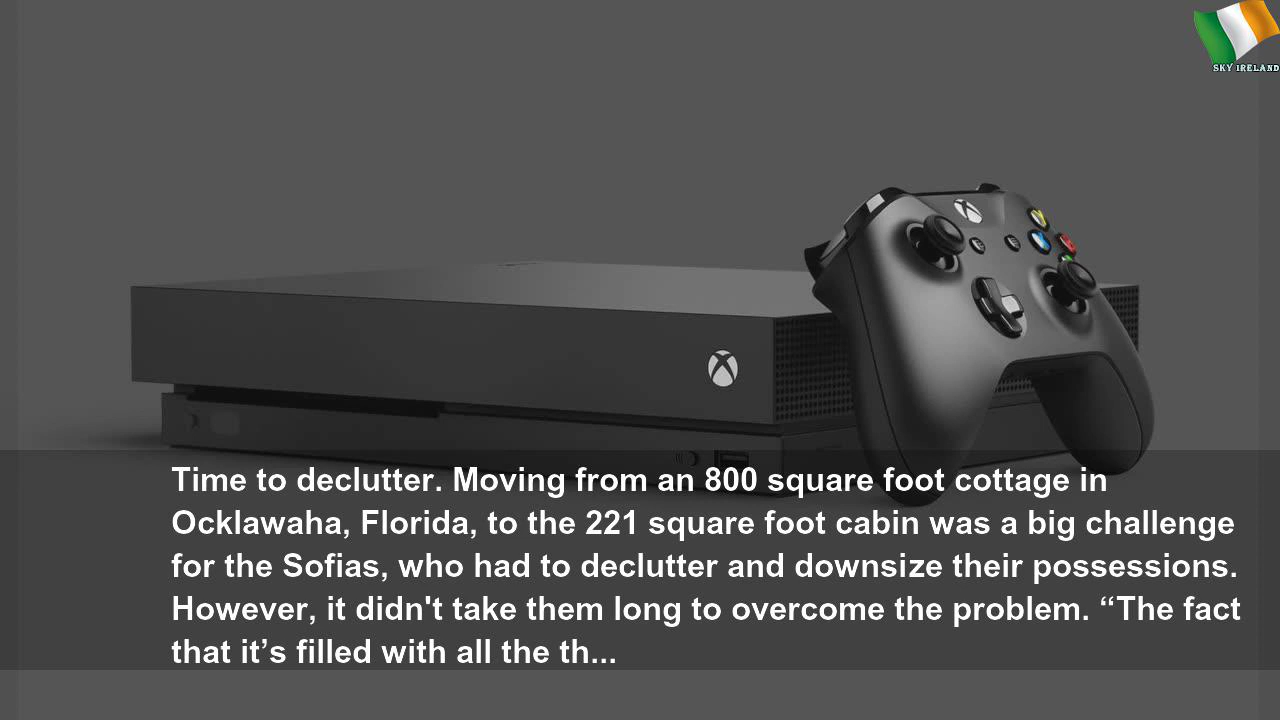 SKY IRELAND
Time to declutter. Moving from an 800 square foot cottage in
Ocklawaha, Florida, to the 221 square foot cabin was a big challenge
for the Sofias, who had to declutter and downsize their possessions.
However, it didn't take them long to overcome the problem. “The fact
that it’s filled with all the th...